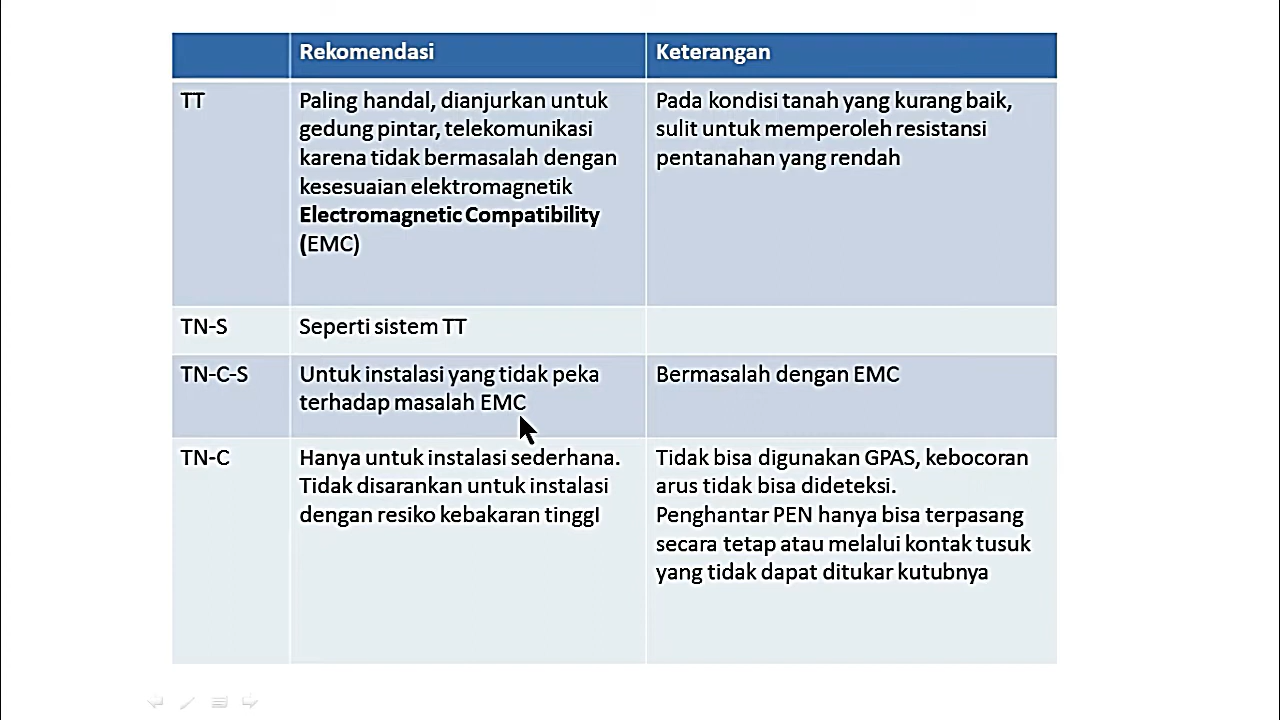 Rekomendasi
Keterangan
TT
Paling handal, dianjurkan untuk
gedung pintar, telekomunikasi
karena tidak bermasalah dengan
kesesuaian elektromagnetik
Electromagnetic Compatibility
(EMC)
Pada kondisi tanah yang kurang baik,
sulit untuk memperoleh resistansi
pentanahan yang rendah
TN-S
Seperti sistem TT
TN-C-S
Untuk instalasi yang tidak peka
terhadap masalah EMC
Bermasalah dengan EMC
TN-C
Hanya untuk instalasi sederhana.
Tidak disarankan untuk instalasi
dengan resiko kebakaran tinggI
Tidak bisa digunakan GPAS, kebocoran
arus tidak bisa dideteksi.
Penghantar PEN hanya bisa terpasang
secara tetap atau melalui kontak tusuk
yang tidak dapat ditukar kutubnya